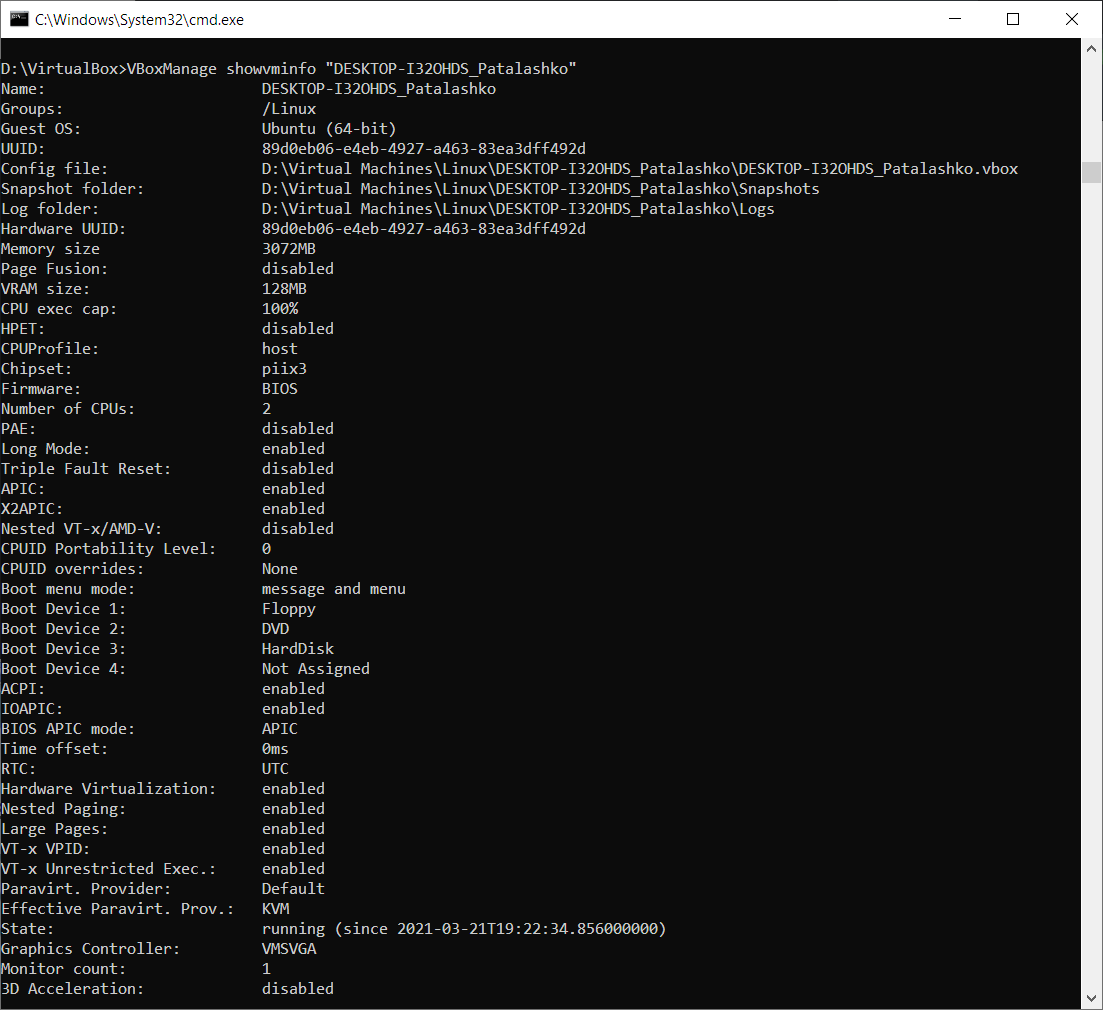 C:\Windows\System32\cmd.exe
D:\VirtualBox>VBoxManage showvminfo "DESKTOP-I32OHDS_Patalashko"
Name: DESKTOP-I32OHDS_Patalashko
Groups: /Linux
Guest OS: Ubuntu (64-bit)
UUID: 89d0eb06-e4eb-4927-a463-83ea3dff492d
Config file: D:\Virtual Machines\Linux\DESKTOP-I32OHDS_Patalashko\DESKTOP-I32OHDS_Patalashko.vbox
Snapshot folder: D:\Virtual Machines\Linux\DESKTOP-I32OHDS_Patalashko\Snapshots
Log folder: D:\Virtual Machines\Linux\DESKTOP-I32OHDS_Patalashko\Logs
Hardware UUID: 89d0eb06-e4eb-4927-a463-83ea3dff492d
Memory size 3072MB
Page Fusion: disabled
VRAM size: 128MB
CPU exec cap: 100%
HPET: disabled
CPUProfile: host
Chipset: piix3
Firmware: BIOS
Number of CPUs: 2
PAE: disabled
Long Mode: enabled
Triple Fault Reset: disabled
APIC: enabled
X2APIC: enabled
Nested VT-x/AMD-V: disabled
CPUID Portability Level: 0
CPUID overrides: None
Boot menu mode: message and menu
Boot Device 1: Floppy
Boot Device 2: DVD
Boot Device 3: HardDisk
Boot Device 4: Not Assigned
ACPI: enabled
IOAPIC: enabled
BIOS APIC mode: APIC
Time offset: 0ms
RTC: UTC
Hardware Virtualization: enabled
Nested Paging: enabled
Large Pages: enabled
VT-x VPID: enabled
VT-x Unrestricted Exec.: enabled
Paravirt. Provider: Default
Effective Paravirt. Prov.: KVM
State: running (since 2021-03-21T19:22:34.856000000)
Graphics Controller: VMSVGA
Monitor count: 1
3D Acceleration: disabled